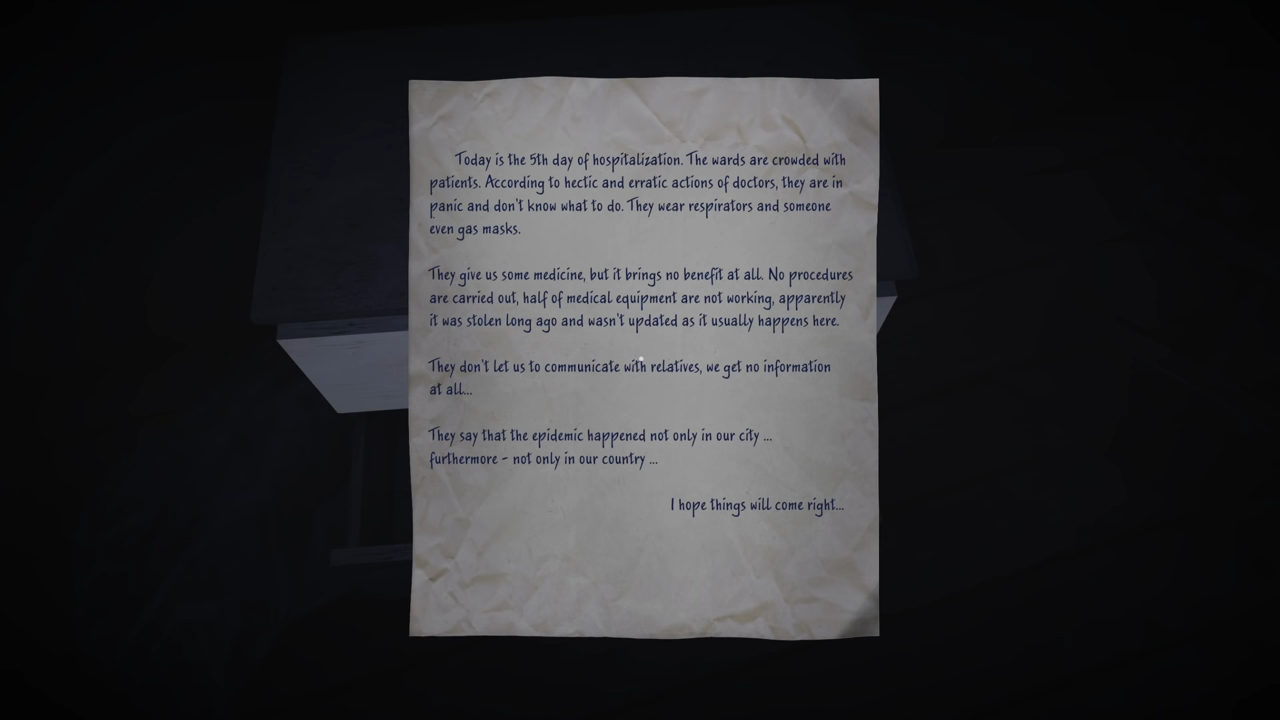 Today is the 5th day of hospitalization. The wards are crowded with
patients. According to hectic and erratic actions of doctors, they are in
panic and don't know what to do. They wear respirators and someone
even gas masks.
They give us some medicine, but it brings no benefit at all. No procedures
are carried out, half of medical equipment are not working, apparently
it was stolen long ago and wasn't updated as it usually happens here.
They don't let us to communicate with relatives, we get no information
at all...
They say that the epidemic happened not only in our city ...
furthermore - not only in our country ...
I hope things will come right...